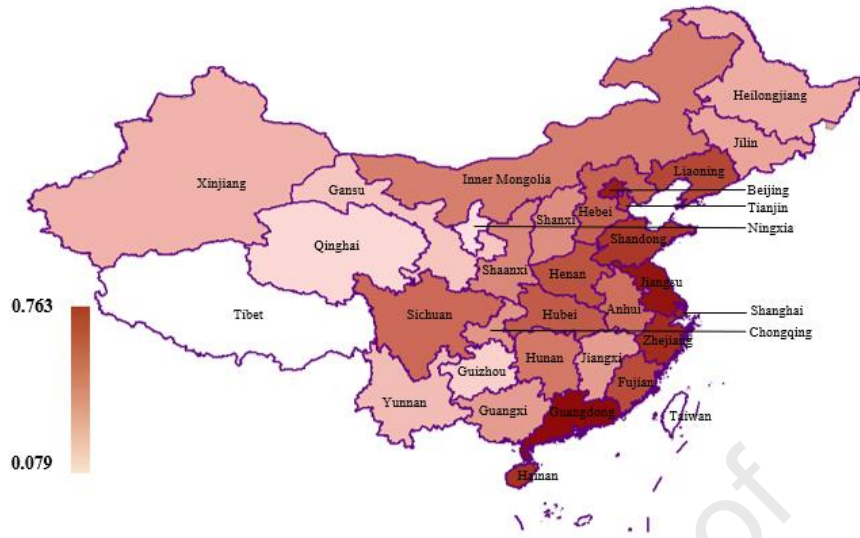 Heilongjiang
Jilin
Liaoning
Xinjiang
Gansu
Inner Mongolia
Beijing
Hebei
Tianjin
Shanxi
Ningxia
Shandong
Qinghai
Shaanxi
Henan
Jiangsu
0.763
Tibet
Sichuan
Hubei
Anhui
Shanghai
Chongqing
Zhejiang
Hunan
Jiangxi
Guizhou
Fujian
Yunnan
Guangxi
Guangdong
Taiwan
0.079
Hainan
of